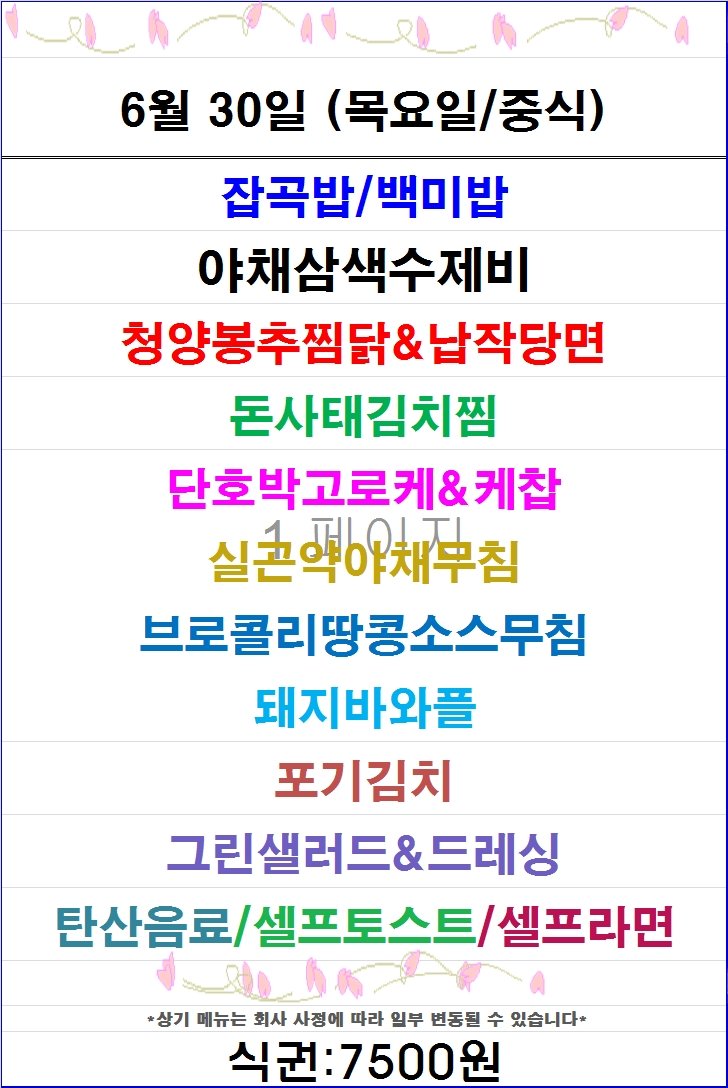 6월 30일 (목요일/중식)
잡곡밥/백미밥
야채삼색수제비
청양봉추찜닭&납작당면
돈사태김치찜
단호박고로케&케찹
1 페이지
실곤약야채무침
브로콜리땅콩소스무침
돼지바와플
포기김치
그린샐러드&드레싱
탄산음료/셀프토스트/셀프라면
*상기 메뉴는 회사 사정에 따라 일부 변동될 수 있습니다*
식권:7500원